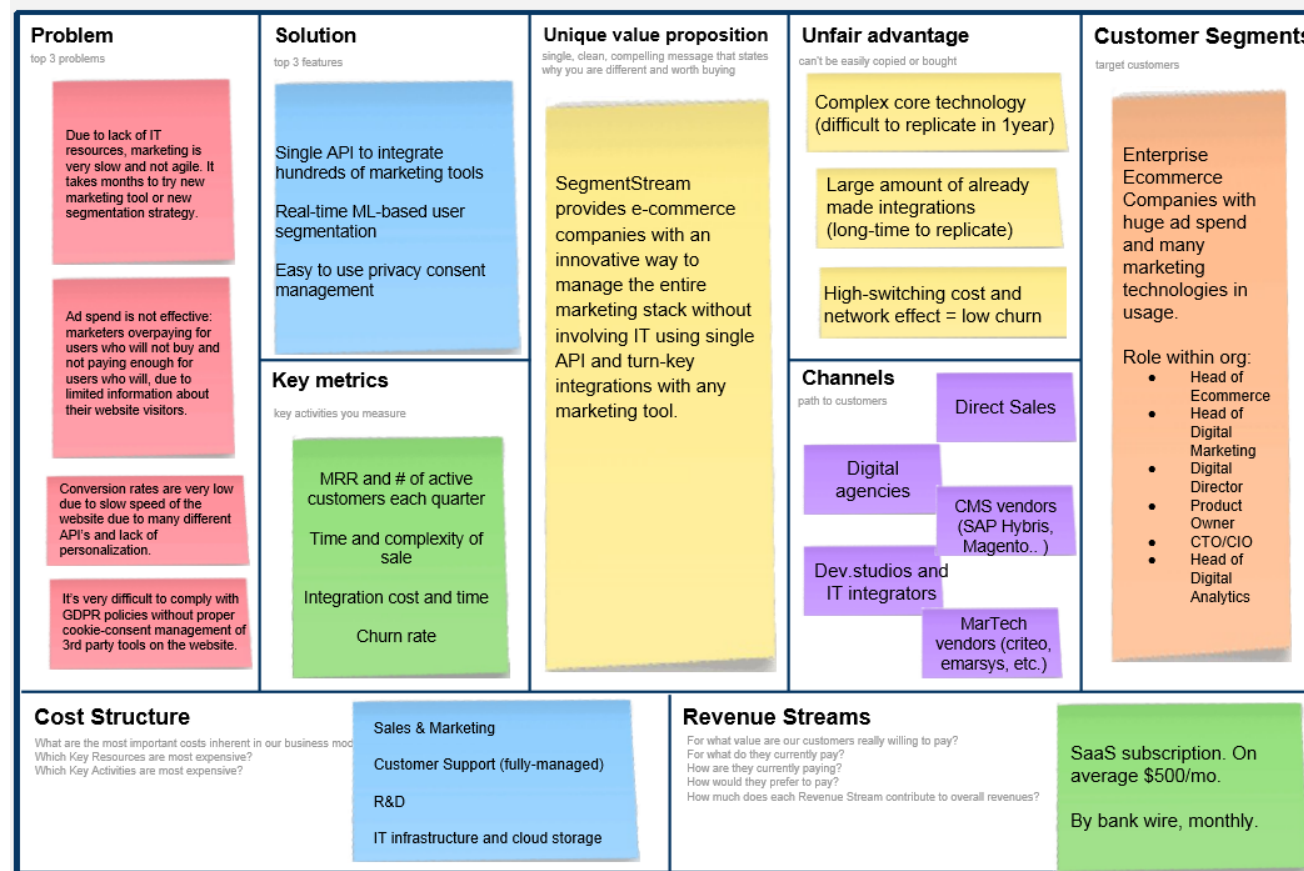 Problem
top 3 problems
Due to lack of IT
resources, marketing is
very slow and not agile. It
takes months to try new
marketing tool or new
segmentation strategy.
Ad spend is not effective:
marketers overpaying for
users who will not buy and
not paying enough for
users who will, due to
limited information about
their website visitors.
Conversion rates are very low
due to slow speed of the
website due to many different
API's and lack of
personalization.
It's very difficult to comply with
GDPR policies without proper
cookie-consent management of
3rd party tools on the website.
Solution
top 3 features
Single API to integrate
hundreds of marketing tools
Real-time ML-based user
segmentation
Easy to use privacy consent
management
Key metrics
key activities you measure
MRR and # of active
customers each quarter
Time and complexity of
sale
Integration cost and time
Churn rate
Unique value proposition
single, clean, compelling message that states
why you are different and worth buying
SegmentStream
provides e-commerce
companies with an
innovative way to
manage the entire
marketing stack without
involving IT using single
API and turn-key
integrations with any
marketing tool.
Unfair advantage
can't be easily copied or bought
Complex core technology
(difficult to replicate in 1year)
Large amount of already
made integrations
(long-time to replicate)
High-switching cost and
network effect = low churn
Channels
path to customers
Direct Sales
Digital
agencies
CMS vendors
(SAP Hybris,
Magento.. )
Dev.studios and
IT integrators
MarTech
vendors (criteo,
emarsys, etc.)
Customer Segments
target customers
Enterprise
Ecommerce
Companies with
huge ad spend
and many
marketing
technologies in
usage.
Role within org:
● Head of
Ecommerce
● Head of
Digital
Marketing
● Digital
Director
● Product
Owner
● CTO/CIO
● Head of
Digital
Analytics
Cost Structure
What are the most important costs inherent in our business mod
Which Key Resources are most expensive?
Which Key Activities are most expensive?
Sales & Marketing
Customer Support (fully-managed)
R&D
IT infrastructure and cloud storage
Revenue Streams
For what value are our customers really willing to pay?
For what do they currently pay?
How are they currently paying?
How would they prefer to pay?
How much does each Revenue Stream contribute to overall revenues?
SaaS subscription. On
average $500/mo.
By bank wire, monthly.